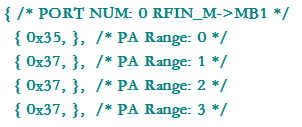 { /* PORT NUM: 0 RFIN_M->MB1 */
{ 0x35, }, /* PA Range: 0 */
{ 0x37, }, /* PA Range: 1 */
{ 0x37, }, /* PA Range: 2 */
{ 0x37, }, /* PA Range: 3 */